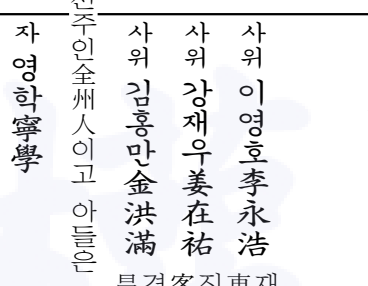 사위 이영호李永浩
사위 강재우姜在祐
사위 김홍만金洪滿
전주인全州人이고 아들은
자 영학寧學